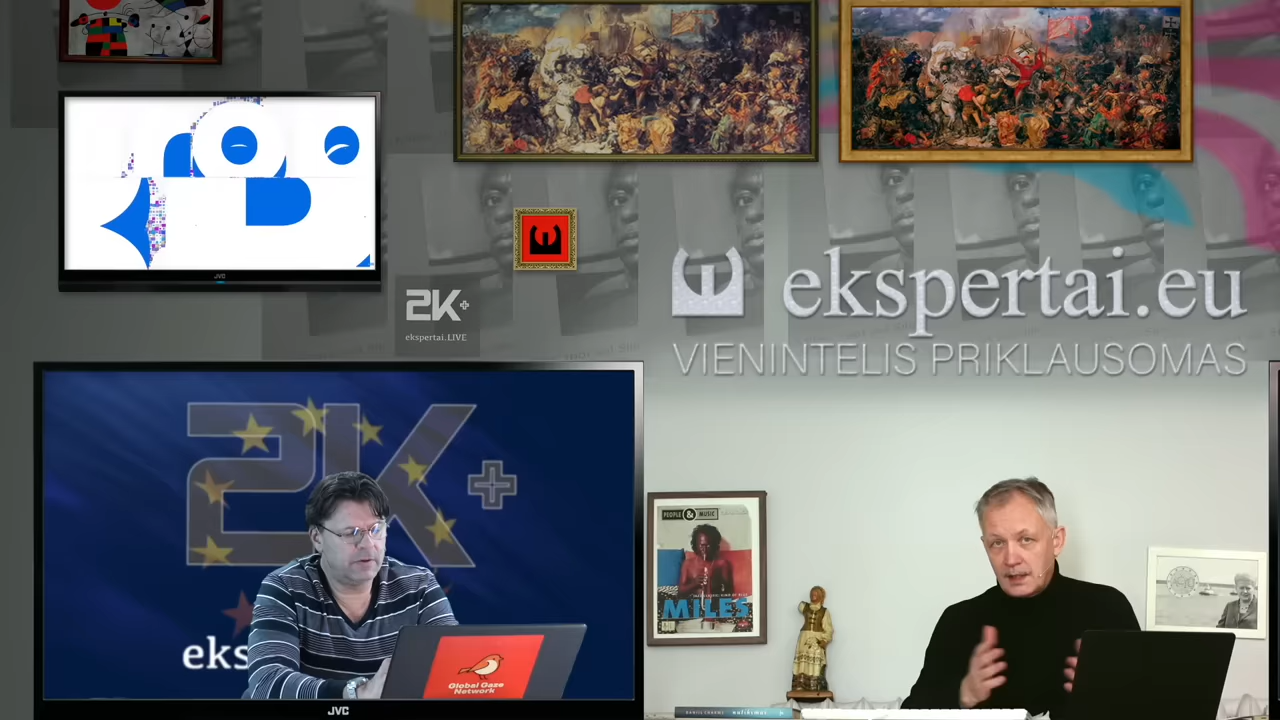 JVC
2K+
ekspertai.LIVE
ekspertai.eu
VIENINTELIS PRIKLAUSOMAS
2K+
eks
Global Gaze
Network
JVC
PEOPLE & MUSIC
MILES